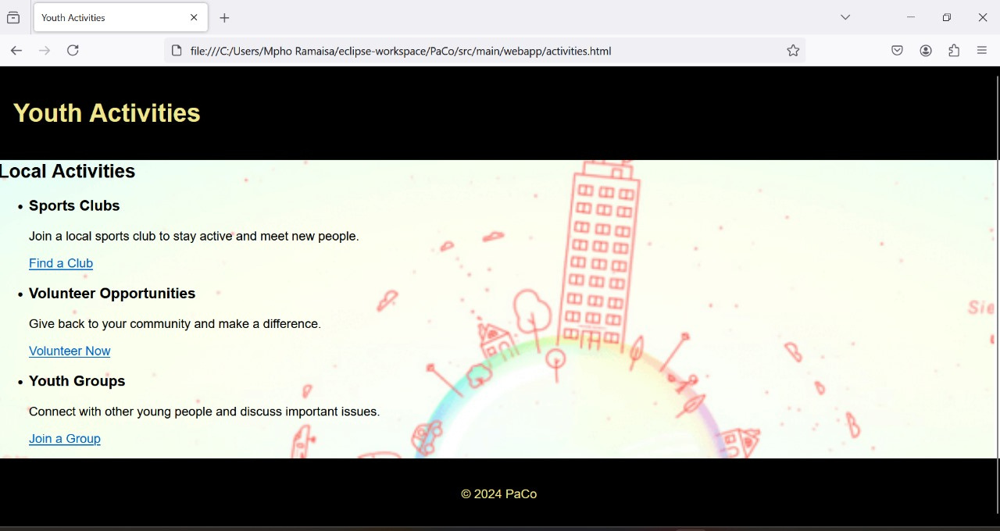 Youth Activities
file:///C:/Users/Mpho Ramaisa/eclipse-workspace/PaCo/src/main/webapp/activities.html
Youth Activities
Local Activities
• Sports Clubs
Join a local sports club to stay active and meet new people.
Find a Club
• Volunteer Opportunities
Give back to your community and make a difference.
Volunteer Now
• Youth Groups
Connect with other young people and discuss important issues.
Join a Group
Sie
© 2024 PaCo